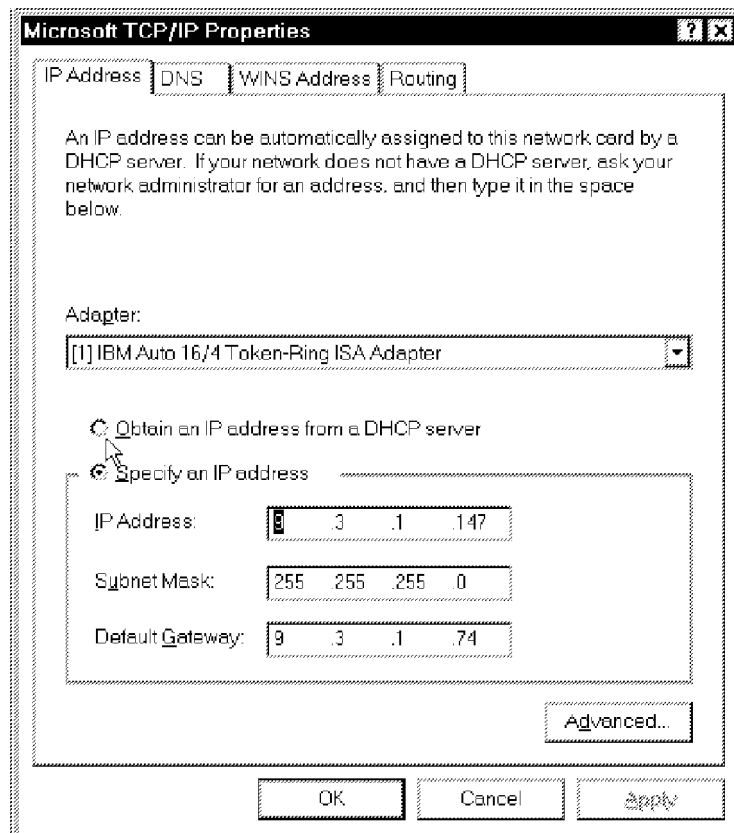 Microsoft TCP/IP Properties
IP Address DNS WINS Address Routing
An IP address can be automatically assigned to this network card by a
DHCP server. If your network does not have a DHCP server, ask your
network administrator for an address, and then type it in the space
below.
Adapter:
[1] IBM Auto 16/4 Token-Ring ISA Adapter
Obtain an IP address from a DHCP server
Specify an IP address
IP Address: 9 .3 .1 .147
Subnet Mask: 255 .255 .255 .0
Default Gateway: 9 .3 .1 .74
Advanced...
OK Cancel Apply